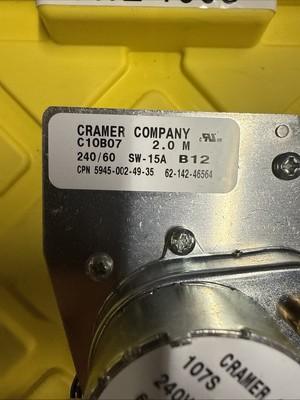 CRAMER COMPANY
C10B07 2.0 M
240/60 SW-15A B12
CPN 5945-002-49-35 62-142-46564
CRAMER
107S